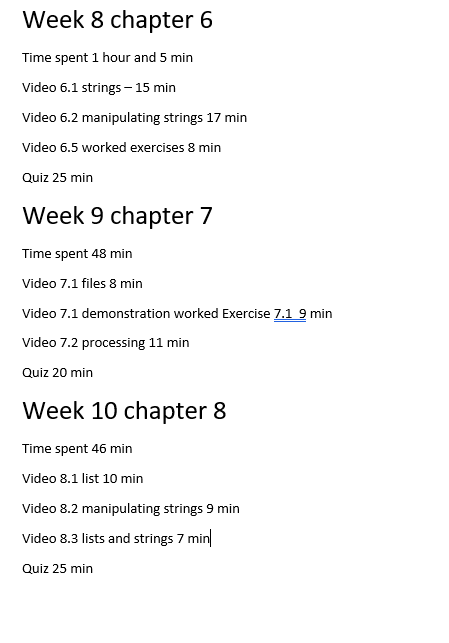 Week 8 chapter 6
Time spent 1 hour and 5 min
Video 6.1 strings – 15 min
Video 6.2 manipulating strings 17 min
Video 6.5 worked exercises 8 min
Quiz 25 min
Week 9 chapter 7
Time spent 48 min
Video 7.1 files 8 min
Video 7.1 demonstration worked Exercise 7.1  9 min
Video 7.2 processing 11 min
Quiz 20 min
Week 10 chapter 8
Time spent 46 min
Video 8.1 list 10 min
Video 8.2 manipulating strings 9 min
Video 8.3 lists and strings 7 min
Quiz 25 min